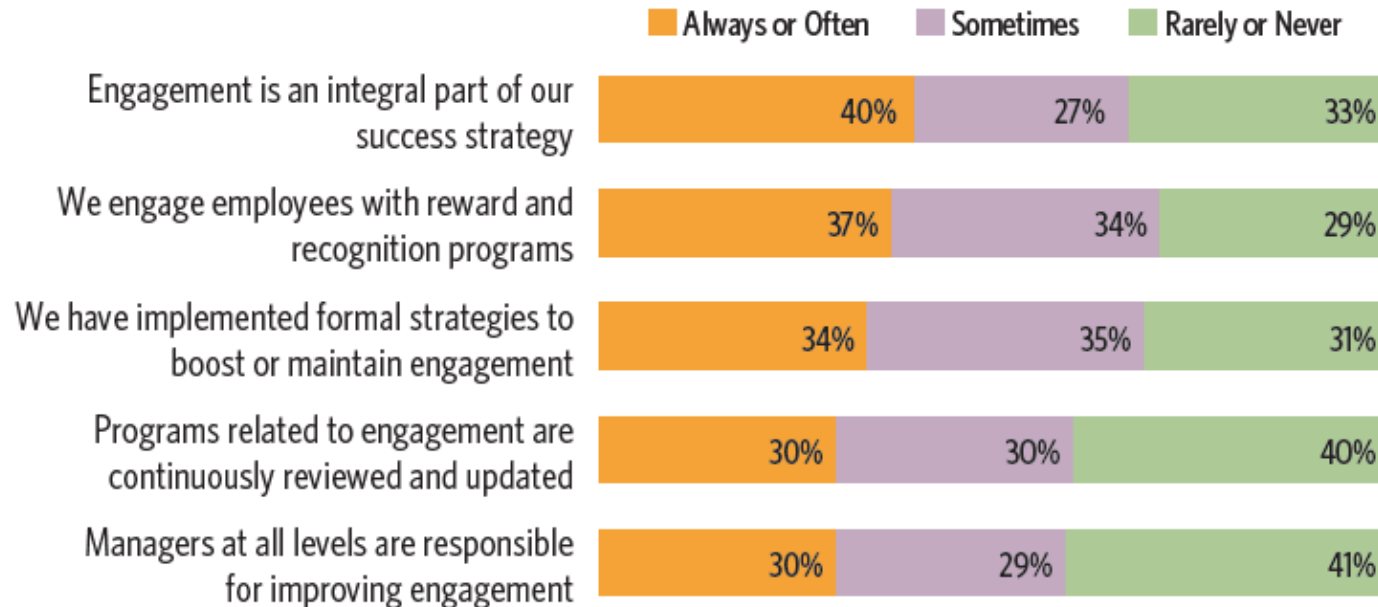 Always or Often Sometimes Rarely or Never
Engagement is an integral part of our
success strategy
40% 27% 33%
We engage employees with reward and
recognition programs
37% 34% 29%
We have implemented formal strategies to
boost or maintain engagement
34% 35% 31%
Programs related to engagement are
continuously reviewed and updated
30% 30% 40%
Managers at all levels are responsible
for improving engagement
30% 29% 41%